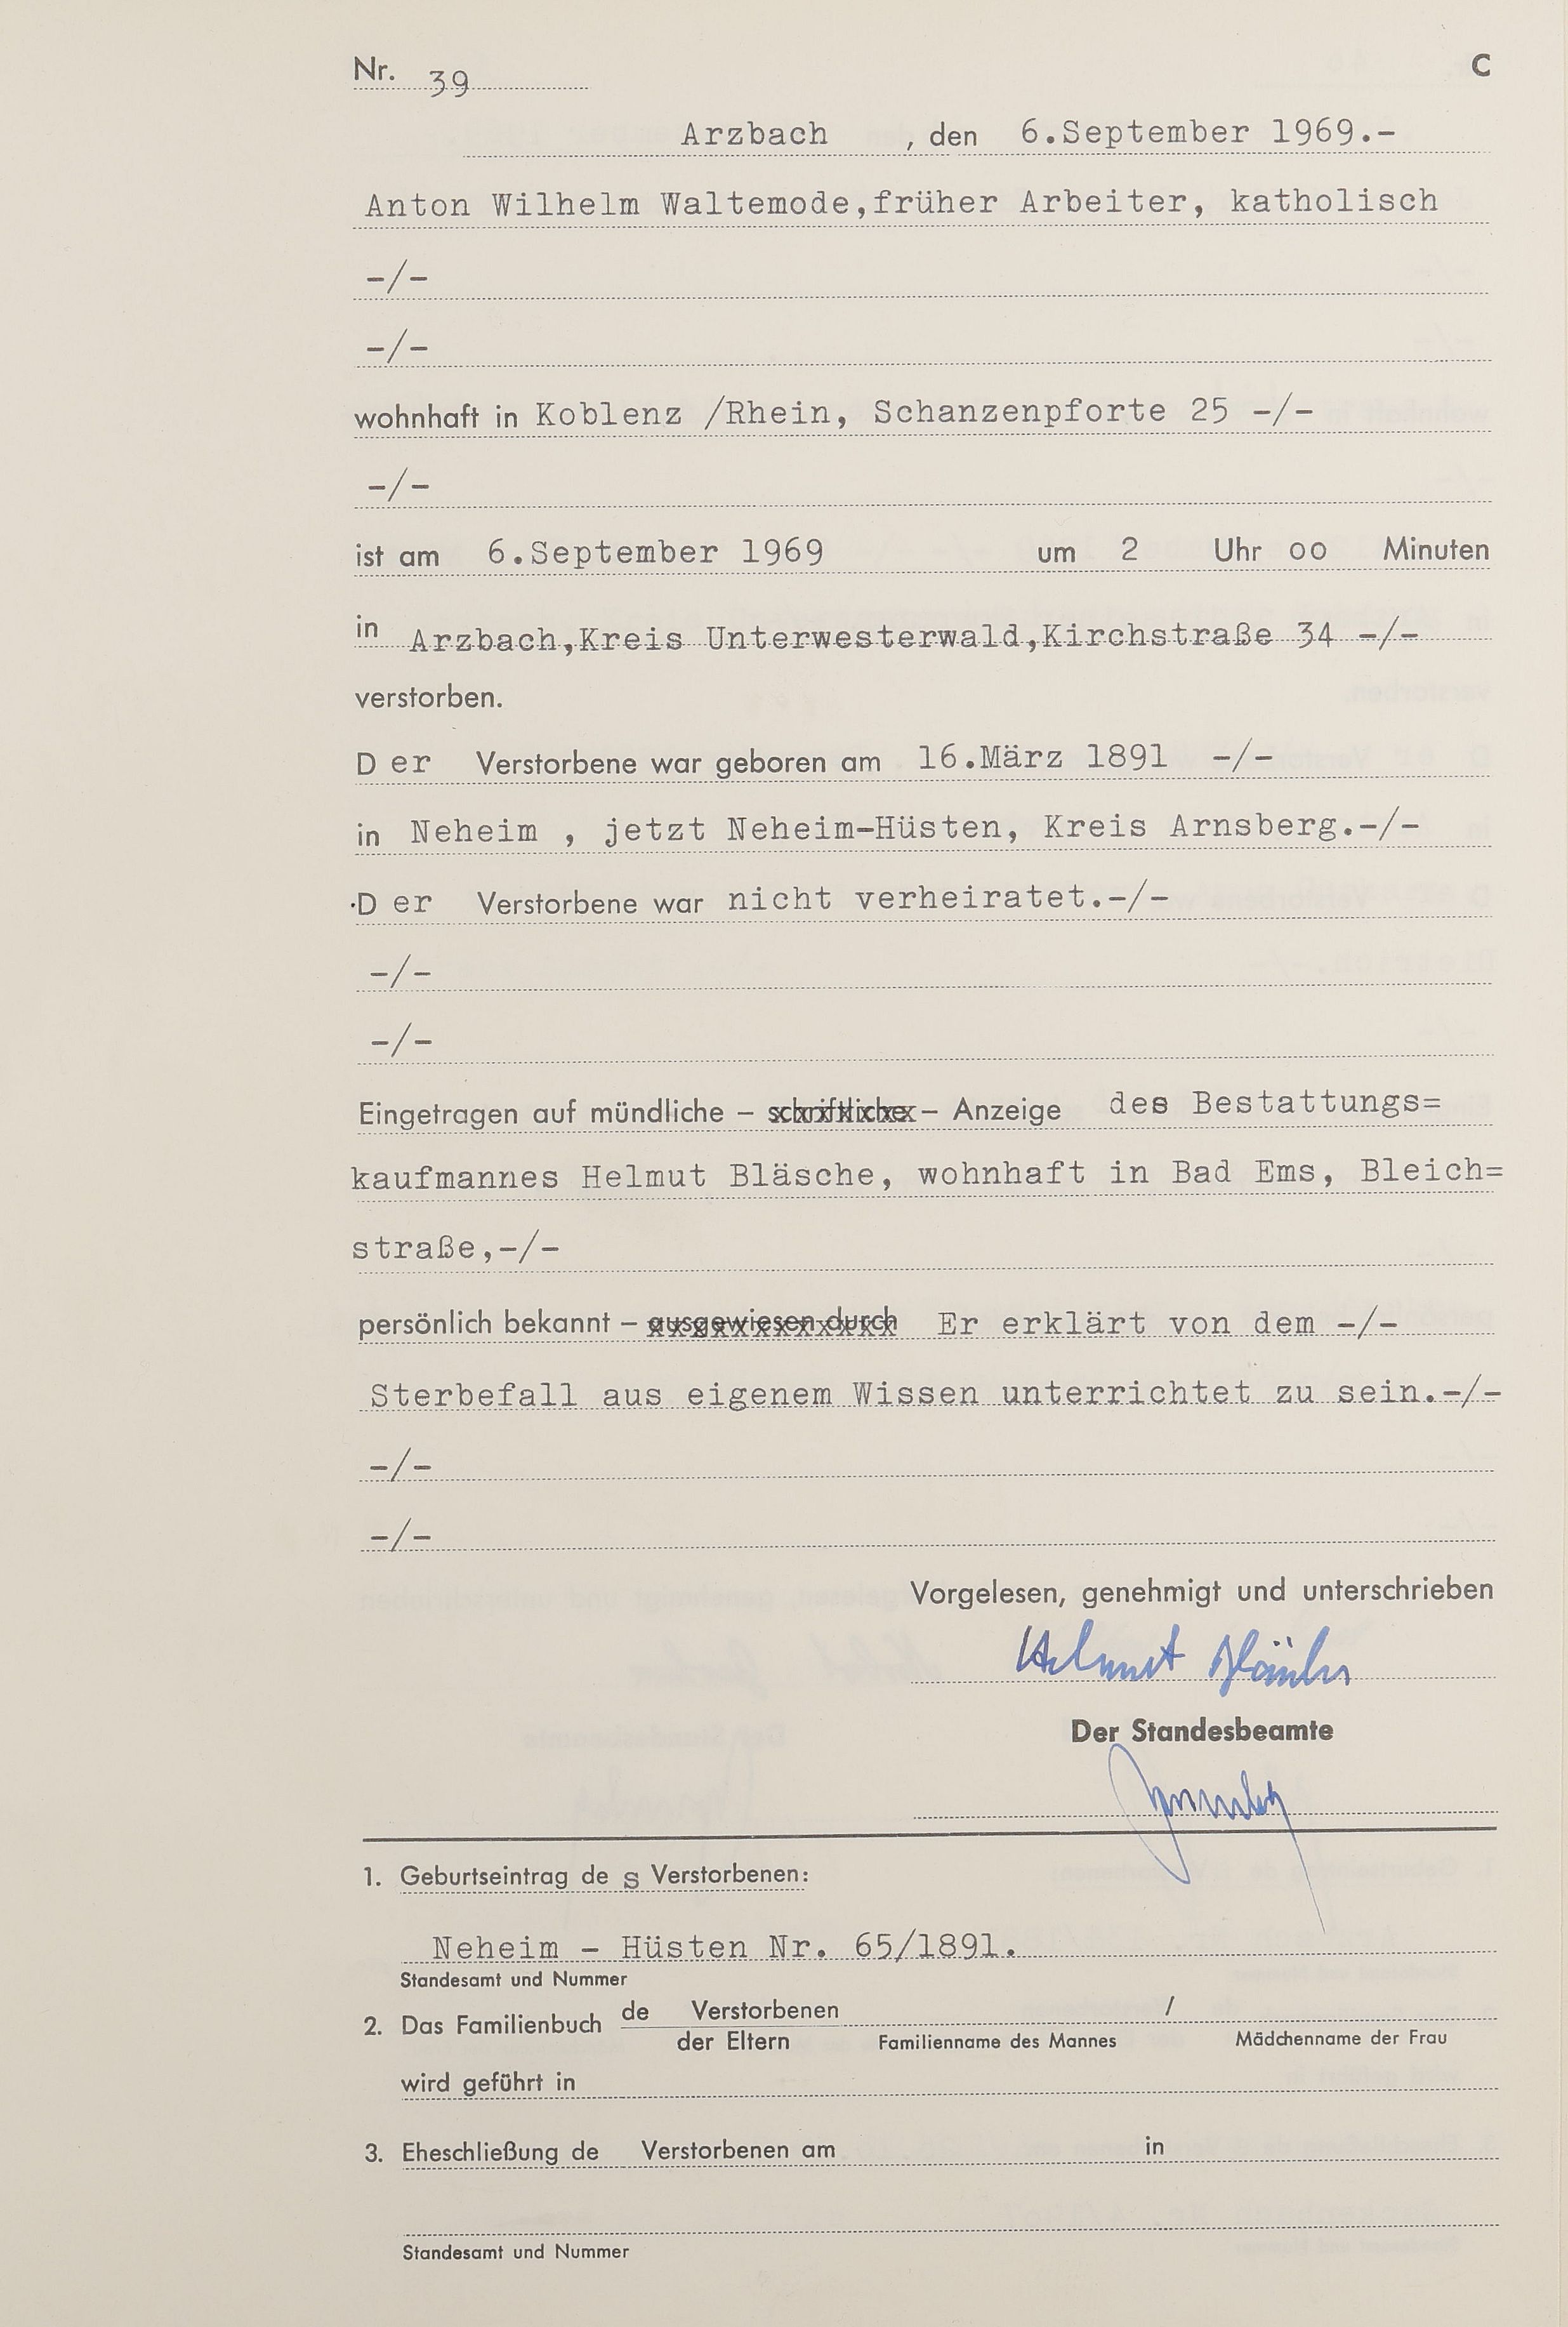 Nr. 39
C
Arzbach , den 6.September 1969.-
Anton Wilhelm Waltemode,früher Arbeiter, katholisch
-/-
-/-
wohnhaft in Koblenz /Rhein, Schanzenpforte 25 -/-
-/-
ist am 6.September 1969 um 2 Uhr oo Minuten
in Arzbach,Kreis Unterwesterwald,Kirchstraße 34 -/-
verstorben.
D er Verstorbene war geboren am 16.März 1891 -/-
in Neheim , jetzt Neheim-Hüsten, Kreis Arnsberg.-/-
D er Verstorbene war nicht verheiratet.-/-
-/-
-/-
Eingetragen auf mündliche – schriftliche – Anzeige des Bestattungs=
kaufmannes Helmut Bläsche, wohnhaft in Bad Ems, Bleich=
straße,-/-
persönlich bekannt – ausgewiesen durch Er erklärt von dem -/-
Sterbefall aus eigenem Wissen unterrichtet zu sein.-/-
-/-
-/-
Vorgelesen, genehmigt und unterschrieben
Helmut Bläsche
Der Standesbeamte
1. Geburtseintrag de s Verstorbenen:
Neheim - Hüsten Nr. 65/1891.
Standesamt und Nummer
2. Das Familienbuch de Verstorbenen /
der Eltern Familienname des Mannes Mädchenname der Frau
wird geführt in
3. Eheschließung de Verstorbenen am in
Standesamt und Nummer